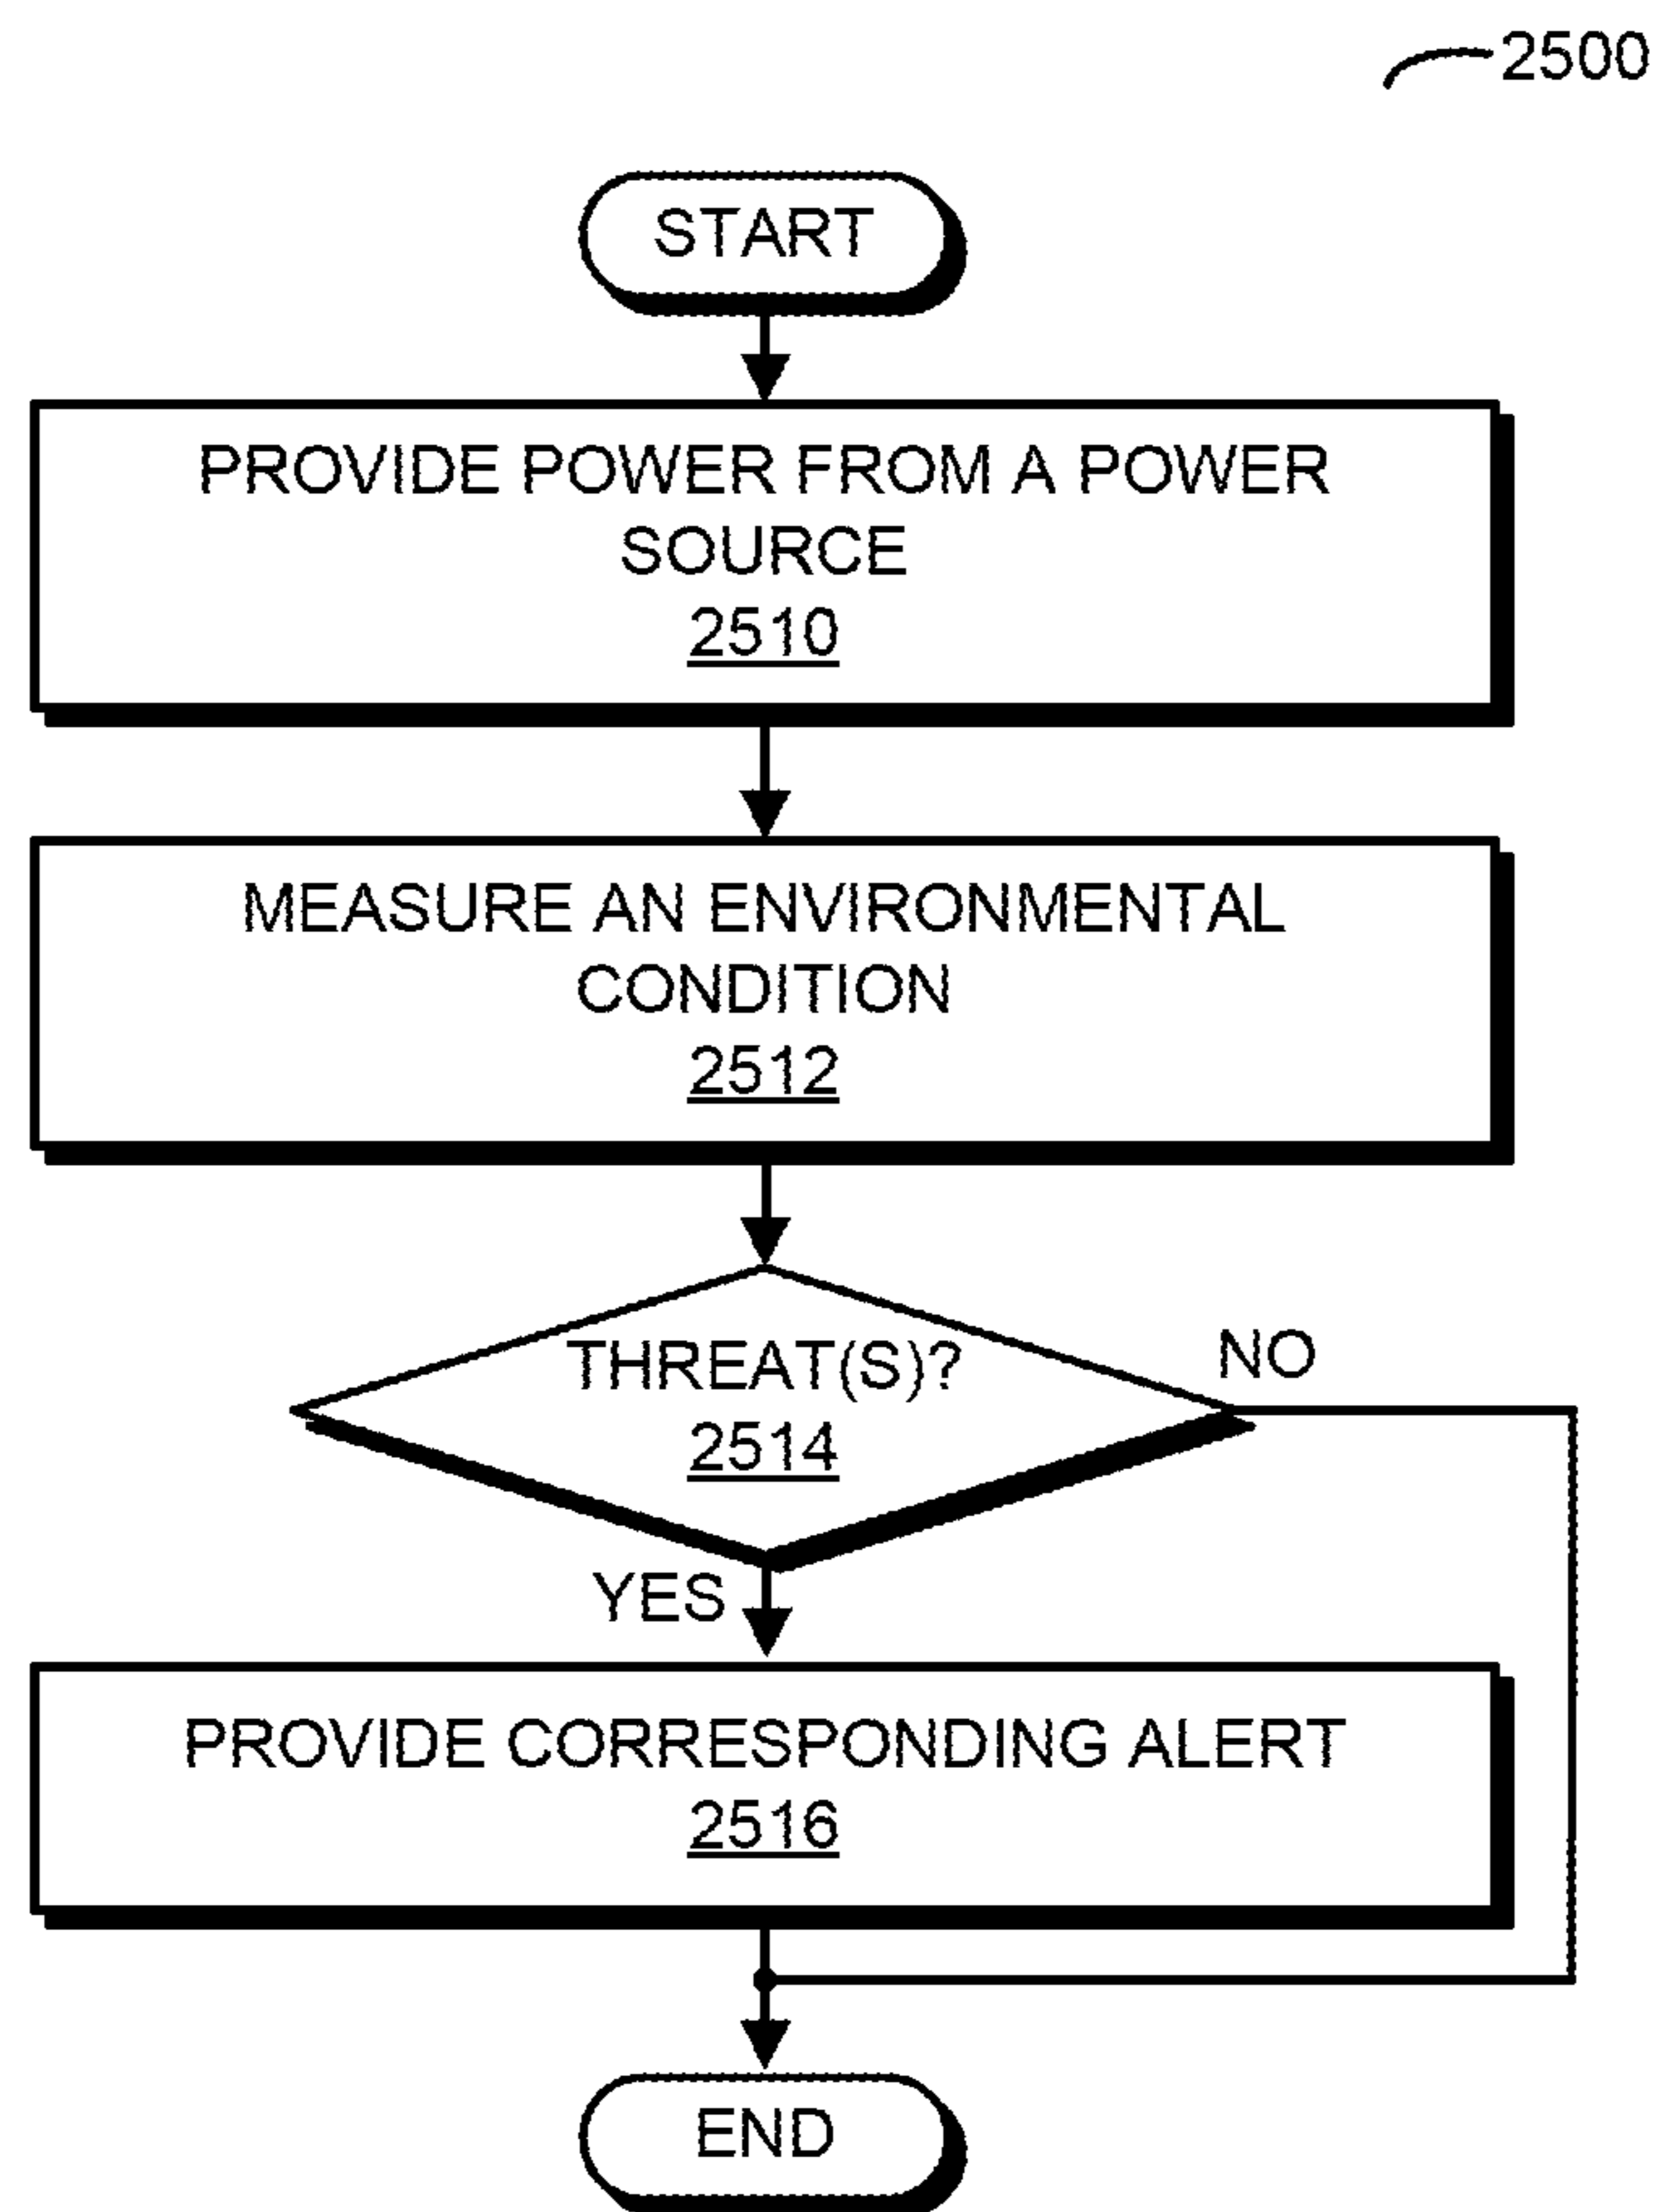 2500
START
PROVIDE POWER FROM A POWER
SOURCE
2510
MEASURE AN ENVIRONMENTAL
CONDITION
2512
THREAT(S)?
2514
NO
YES
PROVIDE CORRESPONDING ALERT
2516
END